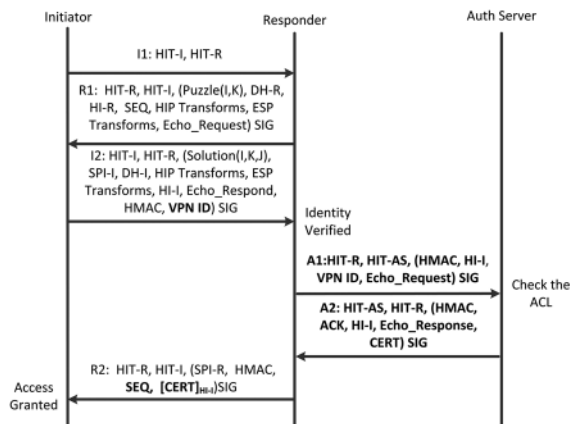 Initiator
Responder
Auth Server
I1: HIT-I, HIT-R
R1: HIT-R, HIT-I, (Puzzle(I,K), DH-R,
HI-R, SEQ, HIP Transforms, ESP
Transforms, Echo_Request) SIG
I2: HIT-I, HIT-R, (Solution(I,K,J),
SPI-I, DH-I, HIP Transforms, ESP
Transforms, HI-I, Echo_Respond,
HMAC, VPN ID) SIG
Identity
Verified
A1:HIT-R, HIT-AS, (HMAC, HI-I,
VPN ID, Echo_Request) SIG
Check the
ACL
A2: HIT-AS, HIT-R, (HMAC,
ACK, HI-I, Echo_Response,
CERT) SIG
R2: HIT-R, HIT-I, (SPI-R, HMAC,
SEQ, [CERT]HI-I)SIG
Access
Granted